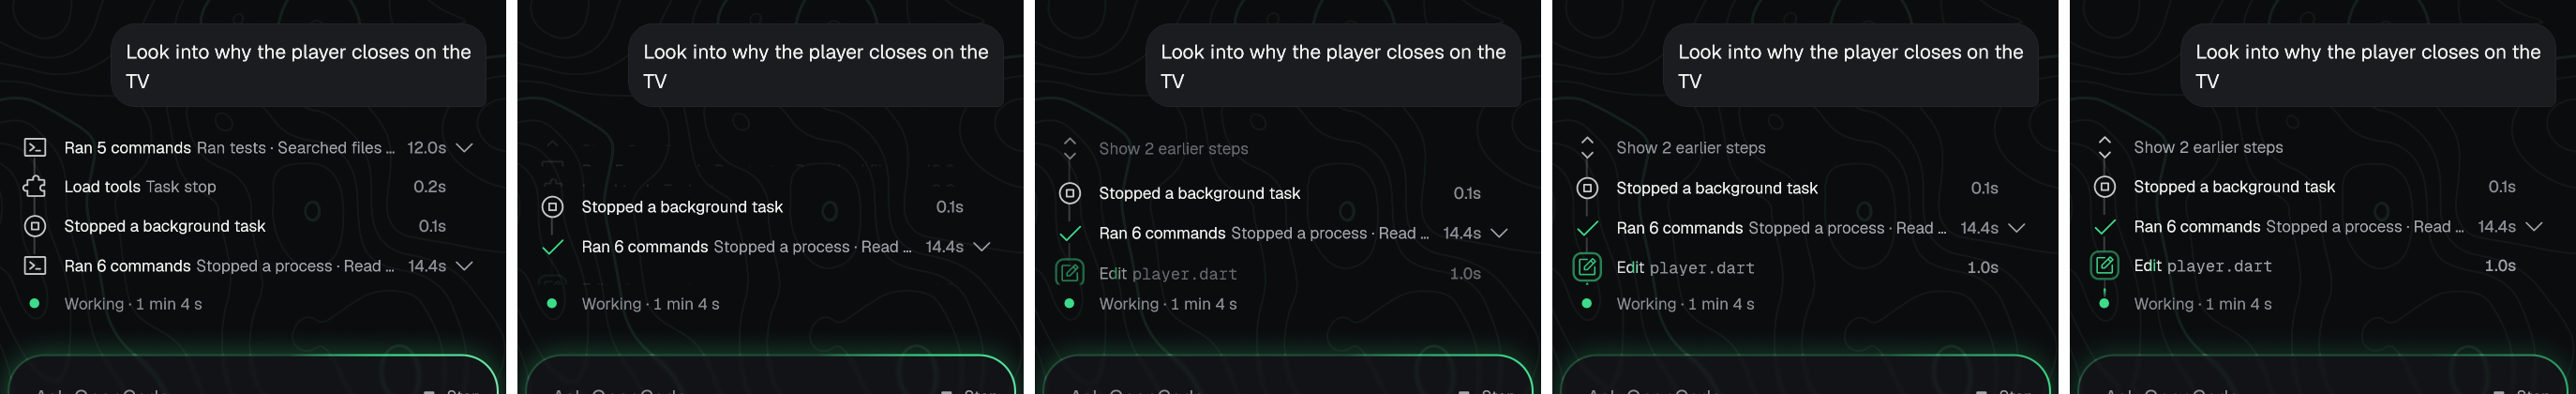 Look into why the player closes on the
TV
Ran 5 commands Ran tests · Searched files ... 12.0s
Load tools Task stop 0.2s
Stopped a background task 0.1s
Ran 6 commands Stopped a process · Read ... 14.4s
Working · 1 min 4 s
Look into why the player closes on the
TV
Stopped a background task 0.1s
Ran 6 commands Stopped a process · Read ... 14.4s
Working · 1 min 4 s
Look into why the player closes on the
TV
Show 2 earlier steps
Stopped a background task 0.1s
Ran 6 commands Stopped a process · Read ... 14.4s
Edit player.dart 1.0s
Working · 1 min 4 s
Look into why the player closes on the
TV
Show 2 earlier steps
Stopped a background task 0.1s
Ran 6 commands Stopped a process · Read ... 14.4s
Edit player.dart 1.0s
Working · 1 min 4 s
Look into why the player closes on the
TV
Show 2 earlier steps
Stopped a background task 0.1s
Ran 6 commands Stopped a process · Read ... 14.4s
Edit player.dart 1.0s
Working · 1 min 4 s